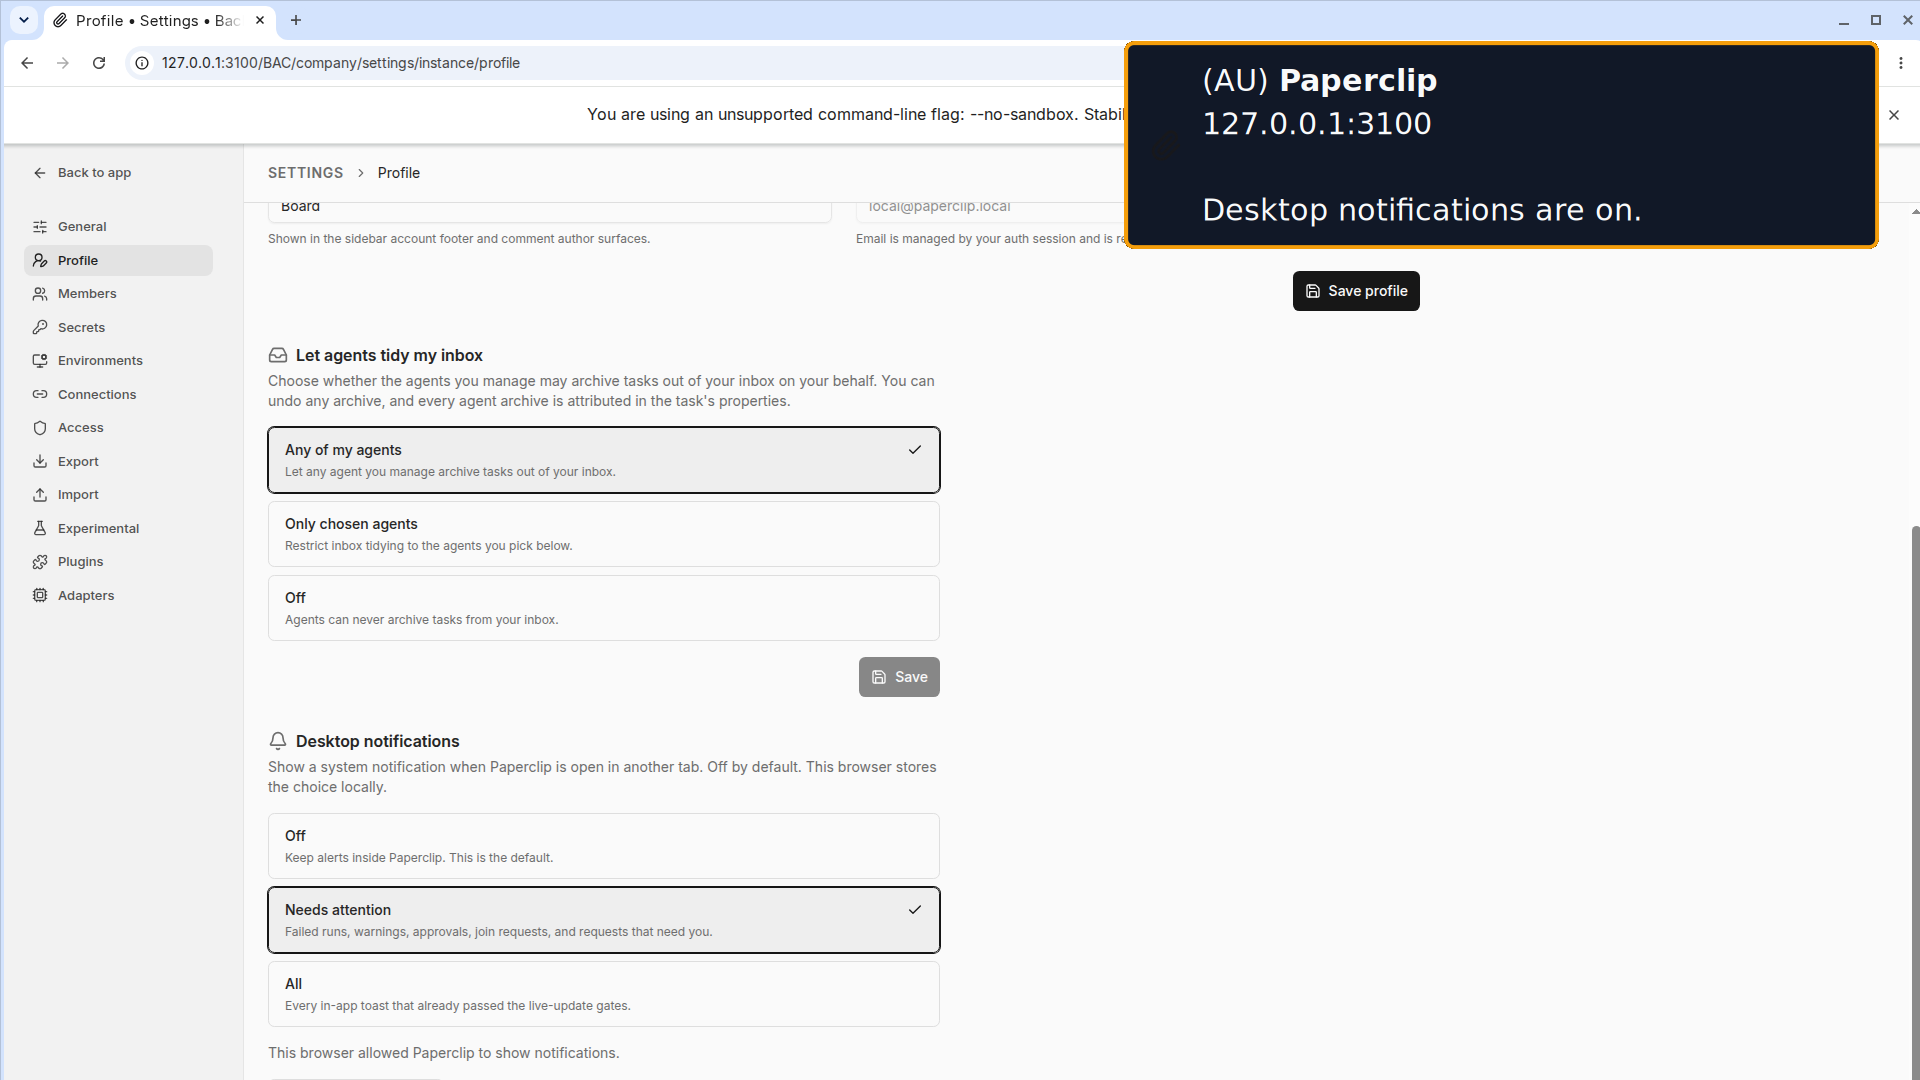 Profile • Settings • Bac
127.0.0.1:3100/BAC/company/settings/instance/profile
You are using an unsupported command-line flag: --no-sandbox. Stabil
(AU) Paperclip
127.0.0.1:3100
Desktop notifications are on.
Back to app
General
Profile
Members
Secrets
Environments
Connections
Access
Export
Import
Experimental
Plugins
Adapters
SETTINGS > Profile
Board
local@paperclip.local
Shown in the sidebar account footer and comment author surfaces.
Email is managed by your auth session and is re
Save profile
Let agents tidy my inbox
Choose whether the agents you manage may archive tasks out of your inbox on your behalf. You can
undo any archive, and every agent archive is attributed in the task's properties.
Any of my agents
Let any agent you manage archive tasks out of your inbox.
Only chosen agents
Restrict inbox tidying to the agents you pick below.
Off
Agents can never archive tasks from your inbox.
Save
Desktop notifications
Show a system notification when Paperclip is open in another tab. Off by default. This browser stores
the choice locally.
Off
Keep alerts inside Paperclip. This is the default.
Needs attention
Failed runs, warnings, approvals, join requests, and requests that need you.
All
Every in-app toast that already passed the live-update gates.
This browser allowed Paperclip to show notifications.